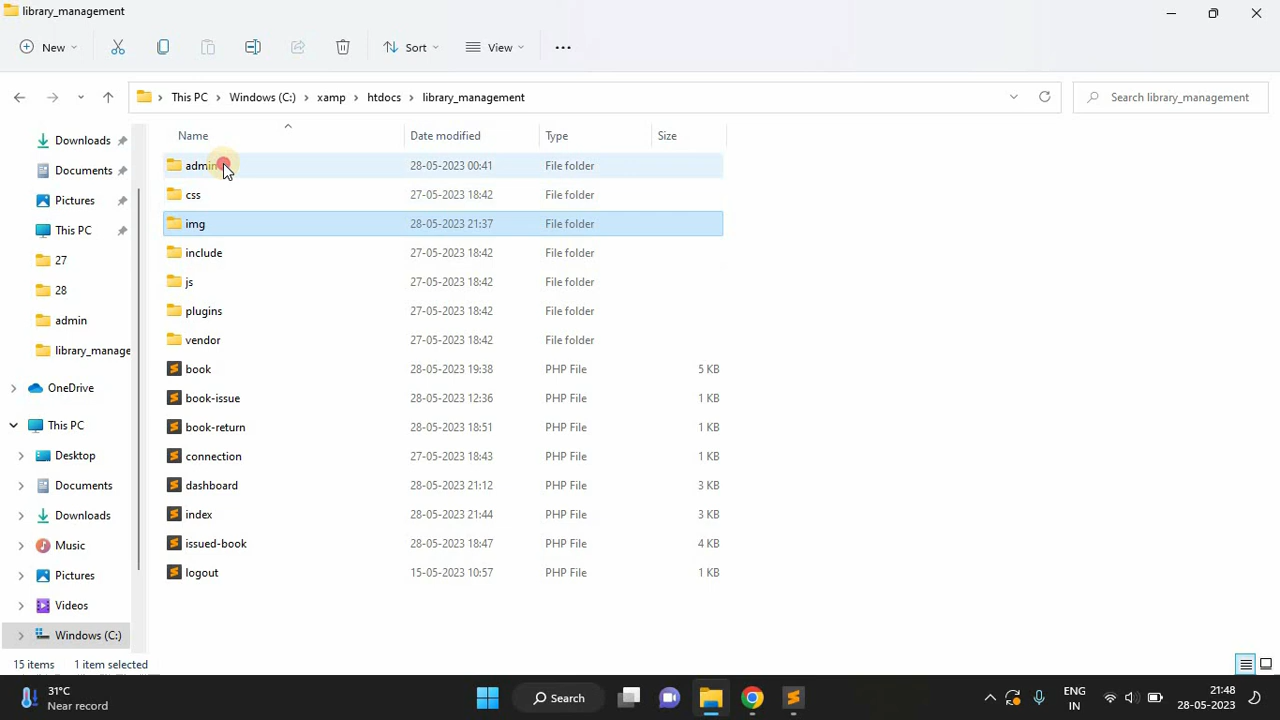 library_management
New
Sort
View
This PC
Windows (C:)
xamp
htdocs
library_management
Search library_management
Name
Date modified
Type
Size
Downloads
Documents
Pictures
This PC
27
28
admin
library_manage
OneDrive
This PC
Desktop
Documents
Downloads
Music
Pictures
Videos
Windows (C:)
admin 28-05-2023 00:41 File folder
css 27-05-2023 18:42 File folder
img 28-05-2023 21:37 File folder
include 27-05-2023 18:42 File folder
js 27-05-2023 18:42 File folder
plugins 27-05-2023 18:42 File folder
vendor 27-05-2023 18:42 File folder
book 28-05-2023 19:38 PHP File 5 KB
book-issue 28-05-2023 12:36 PHP File 1 KB
book-return 28-05-2023 18:51 PHP File 1 KB
connection 27-05-2023 18:43 PHP File 1 KB
dashboard 28-05-2023 21:12 PHP File 3 KB
index 28-05-2023 21:44 PHP File 3 KB
issued-book 28-05-2023 18:47 PHP File 4 KB
logout 15-05-2023 10:57 PHP File 1 KB
15 items 1 item selected
31°C
Near record
Search
ENG
IN
21:48
28-05-2023